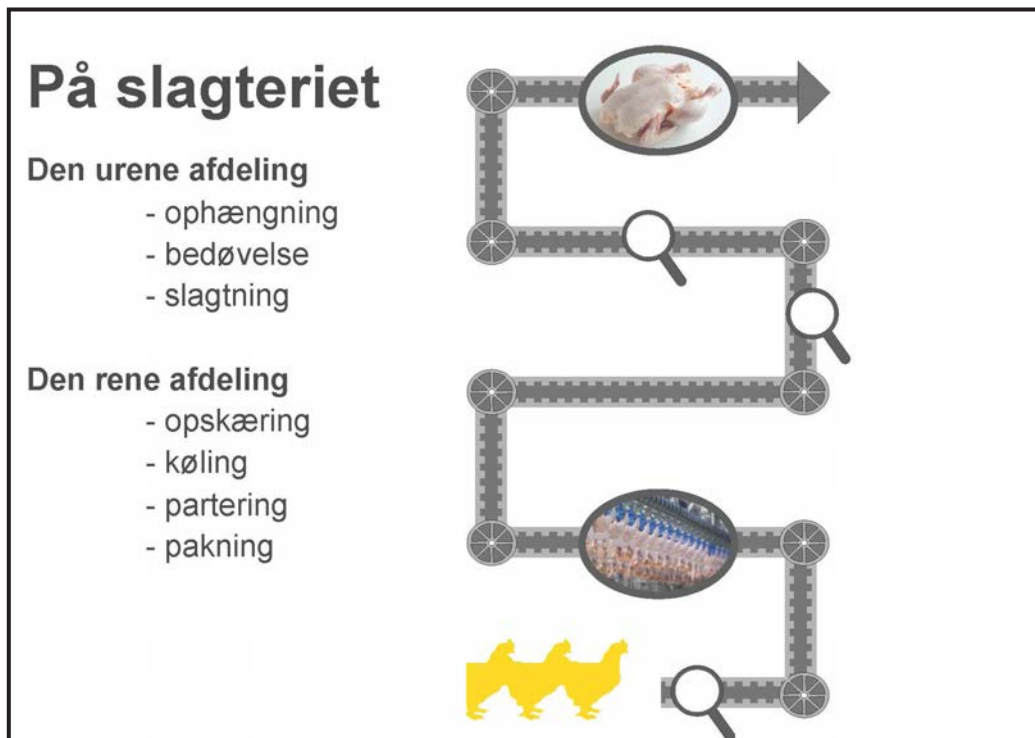 På slagteriet
Den urene afdeling
- ophængning
- bedøvelse
- slagtning
Den rene afdeling
- opskæring
- køling
- partering
- pakning